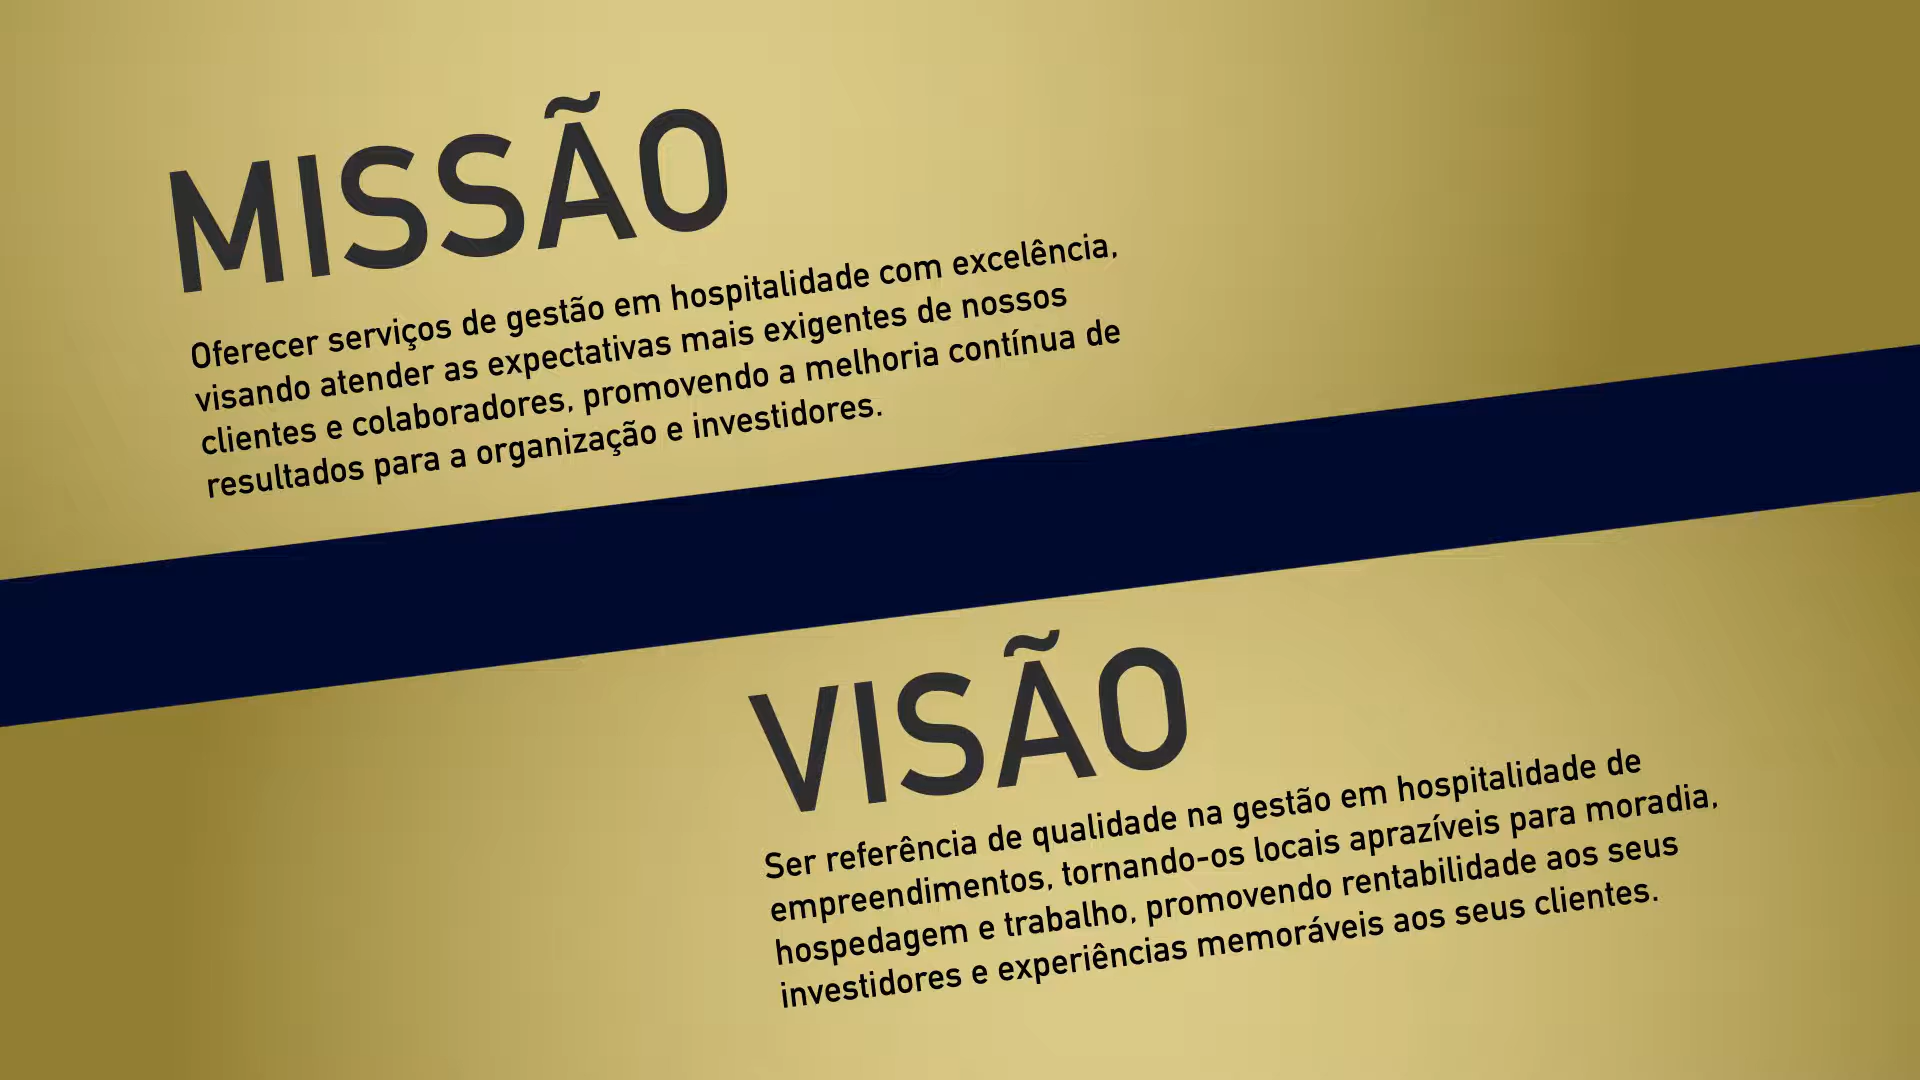 MISSÃO
Oferecer serviços de gestão em hospitalidade com excelência,
visando atender as expectativas mais exigentes de nossos
clientes e colaboradores, promovendo a melhoria contínua de
resultados para a organização e investidores.
VISÃO
Ser referência de qualidade na gestão em hospitalidade de
empreendimentos, tornando-os locais aprazíveis para moradia,
hospedagem e trabalho, promovendo rentabilidade aos seus
investidores e experiências memoráveis aos seus clientes.